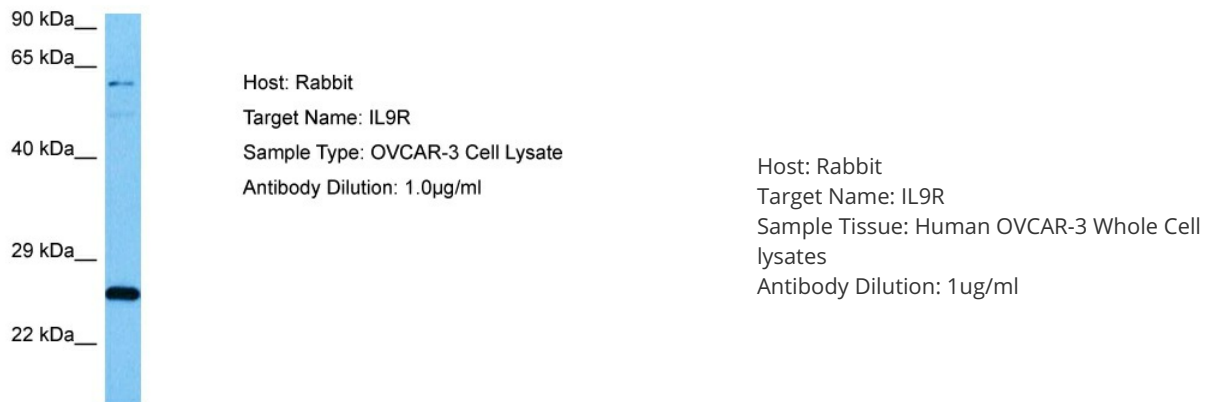 90 kDa__
65 kDa__
40 kDa__
29 kDa__
22 kDa__
Host: Rabbit
Target Name: IL9R
Sample Type: OVCAR-3 Cell Lysate
Antibody Dilution: 1.0µg/ml
Host: Rabbit
Target Name: IL9R
Sample Tissue: Human OVCAR-3 Whole Cell
lysates
Antibody Dilution: 1ug/ml